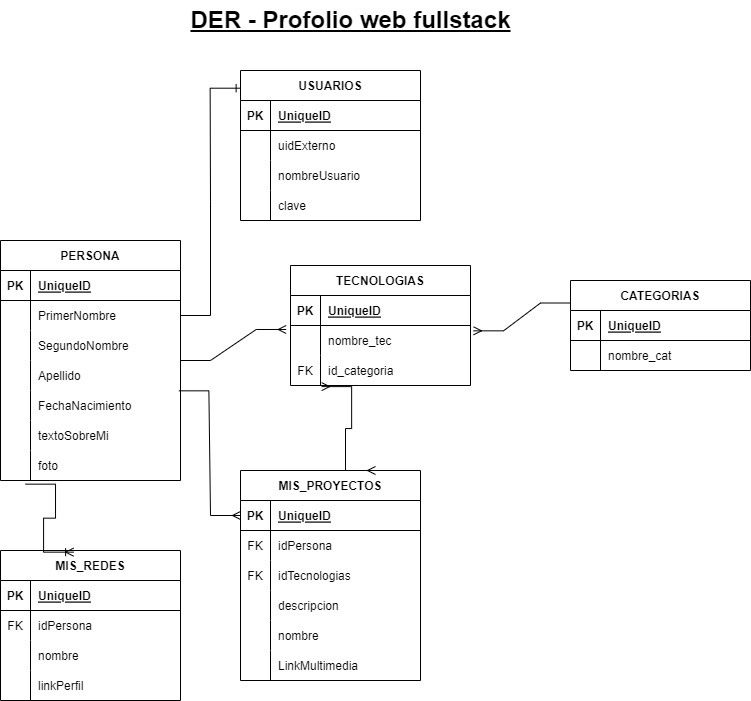 DER - Profolio web fullstack
USUARIOS
PK UniqueID
uidExterno
nombreUsuario
clave
PERSONA
PK UniqueID
PrimerNombre
SegundoNombre
Apellido
FechaNacimiento
textoSobreMi
foto
TECNOLOGIAS
PK UniqueID
nombre_tec
FK id_categoria
CATEGORIAS
PK UniqueID
nombre_cat
MIS_PROYECTOS
PK UniqueID
FK idPersona
FK idTecnologias
descripcion
nombre
LinkMultimedia
MIS_REDES
PK UniqueID
FK idPersona
nombre
linkPerfil